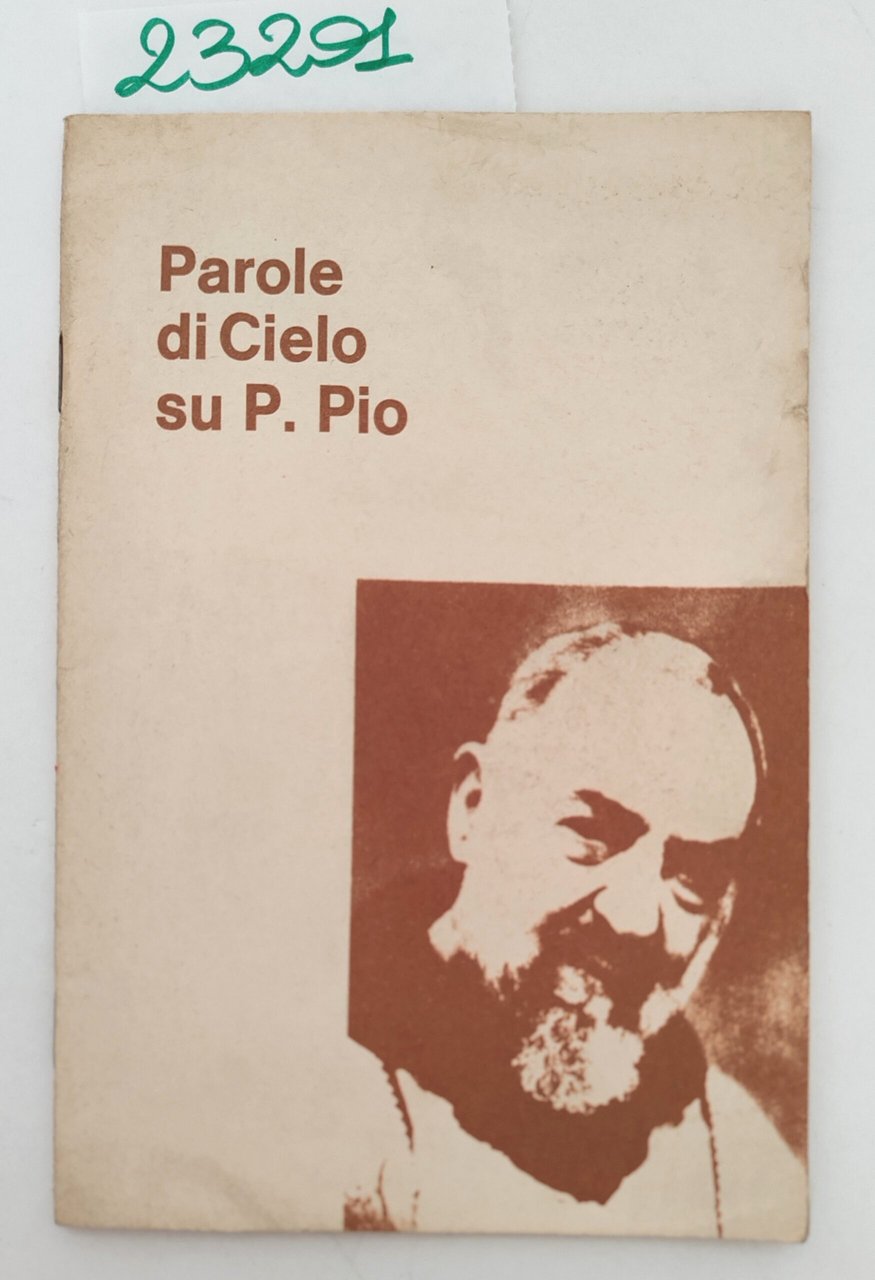 23291
Parole
di Cielo
su P. Pio